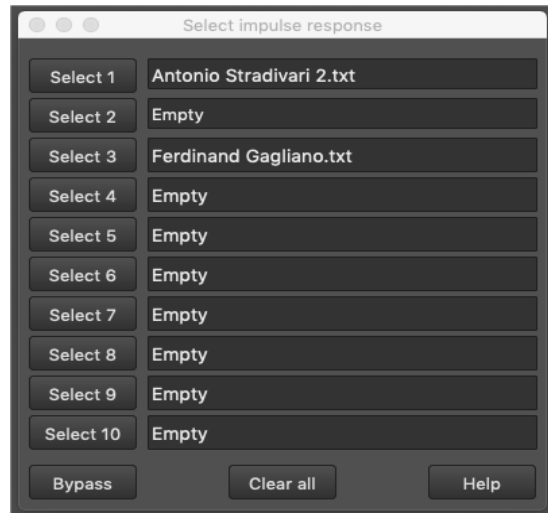 Select impulse response
Select 1 Antonio Stradivari 2.txt
Select 2 Empty
Select 3 Ferdinand Gagliano.txt
Select 4 Empty
Select 5 Empty
Select 6 Empty
Select 7 Empty
Select 8 Empty
Select 9 Empty
Select 10 Empty
Bypass Clear all Help